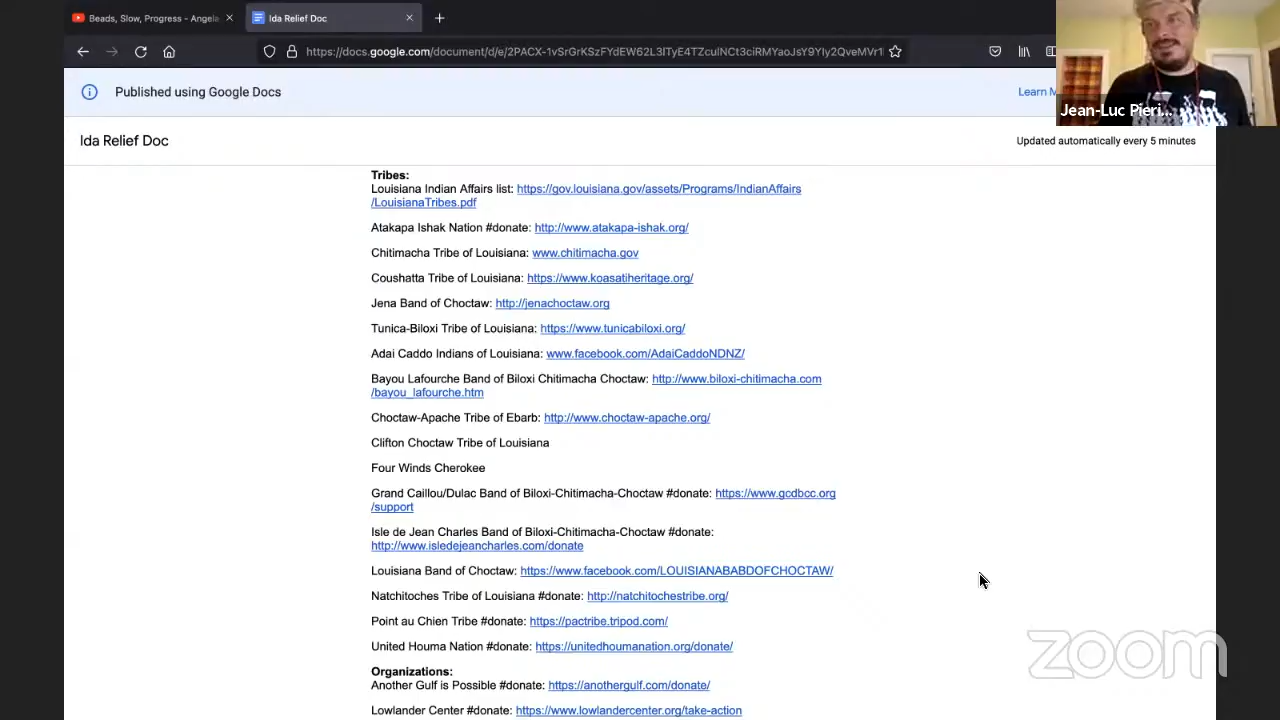 Beads, Slow, Progress - Angela
Ida Relief Doc
https://docs.google.com/document/d/e/2PACX-1vSrGrKSzFYdEW62L3ITyE4TZculNCt3ciRMYaoJsY9YIy2QveMVr1
Published using Google Docs
Learn M
Jean-Luc Pieri...
Ida Relief Doc
Updated automatically every 5 minutes
Tribes:
Louisiana Indian Affairs list: https://gov.louisiana.gov/assets/Programs/IndianAffairs
/LouisianaTribes.pdf
Atakapa Ishak Nation #donate: http://www.atakapa-ishak.org/
Chitimacha Tribe of Louisiana: www.chitimacha.gov
Coushatta Tribe of Louisiana: https://www.koasatiheritage.org/
Jena Band of Choctaw: http://jenachoctaw.org
Tunica-Biloxi Tribe of Louisiana: https://www.tunicabiloxi.org/
Adai Caddo Indians of Louisiana: www.facebook.com/AdaiCaddoNDNZ/
Bayou Lafourche Band of Biloxi Chitimacha Choctaw: http://www.biloxi-chitimacha.com
/bayou_lafourche.htm
Choctaw-Apache Tribe of Ebarb: http://www.choctaw-apache.org/
Clifton Choctaw Tribe of Louisiana
Four Winds Cherokee
Grand Caillou/Dulac Band of Biloxi-Chitimacha-Choctaw #donate: https://www.gcdbcc.org
/support
Isle de Jean Charles Band of Biloxi-Chitimacha-Choctaw #donate:
http://www.isledejeancharles.com/donate
Louisiana Band of Choctaw: https://www.facebook.com/LOUISIANABABDOFCHOCTAW/
Natchitoches Tribe of Louisiana #donate: http://natchitochestribe.org/
Point au Chien Tribe #donate: https://pactribe.tripod.com/
United Houma Nation #donate: https://unitedhoumanation.org/donate/
Organizations:
Another Gulf is Possible #donate: https://anothergulf.com/donate/
Lowlander Center #donate: https://www.lowlandercenter.org/take-action
zoom